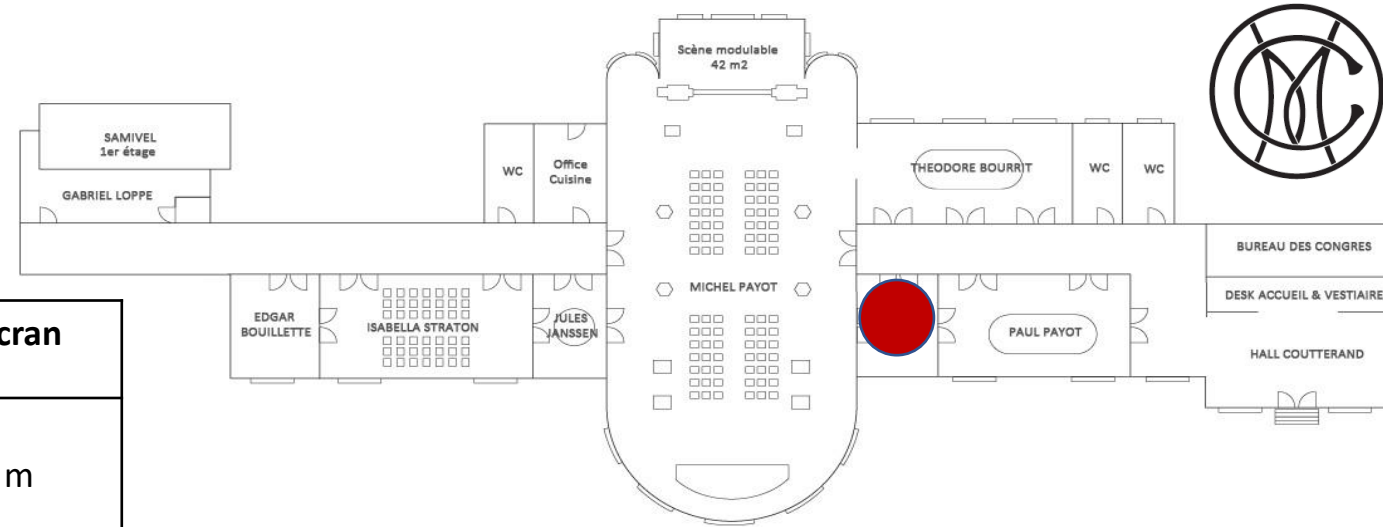 Scène modulable
42 m2
SAMIVEL
1er étage
GABRIEL LOPPE
WC
Office
Cuisine
THEODORE BOURRIT
WC
WC
BUREAU DES CONGRES
DESK ACCUEIL & VESTIAIRE
HALL COUTTERAND
MICHEL PAYOT
EDGAR
BOUILLETTE
ISABELLA STRATON
JULES
JANSSEN
PAUL PAYOT
cran
m